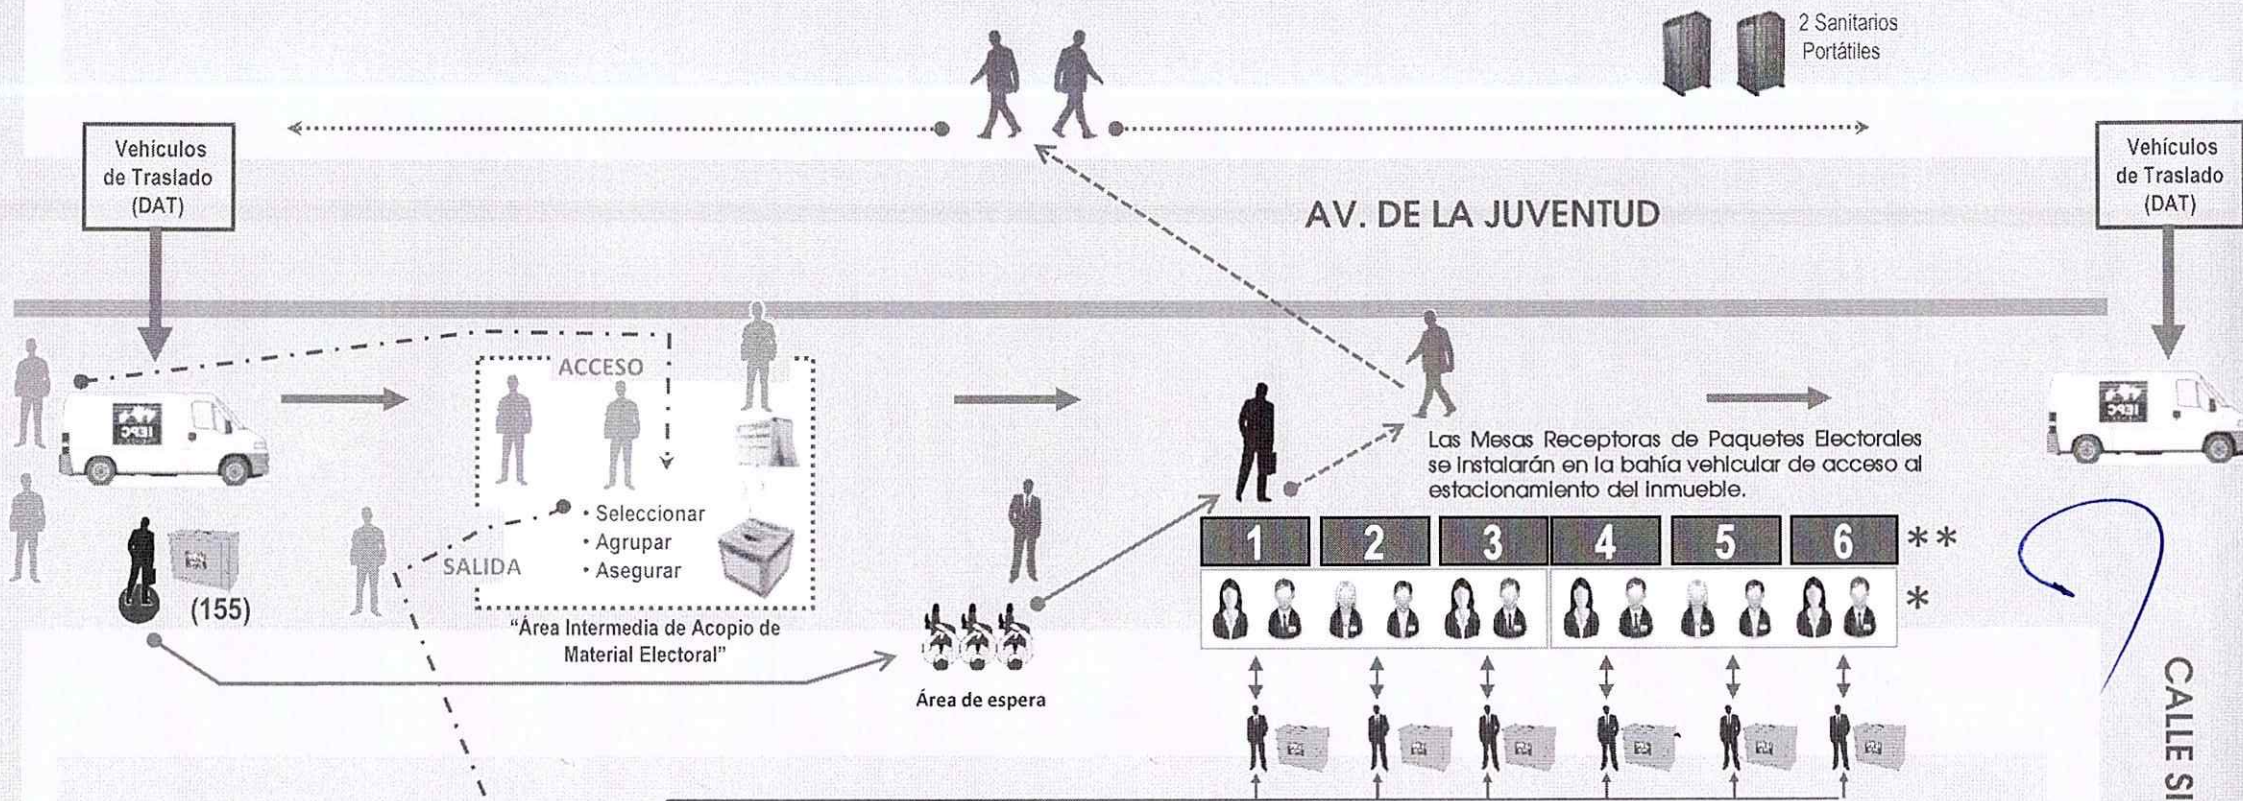 2 Sanitarios
Portátiles
Vehículos
de Traslado
(DAT)
Vehículos
de Traslado
(DAT)
AV. DE LA JUVENTUD
ACCESO
• Seleccionar
• Agrupar
• Asegurar
SALIDA
(155)
"Área Intermedia de Acopio de
Material Electoral"
Área de espera
Las Mesas Receptoras de Paquetes Electorales
se instalarán en la bahía vehicular de acceso al
estacionamiento del inmueble.
1 2 3 4 5 6 **
*
IEPC
IEPC
CALLE SI